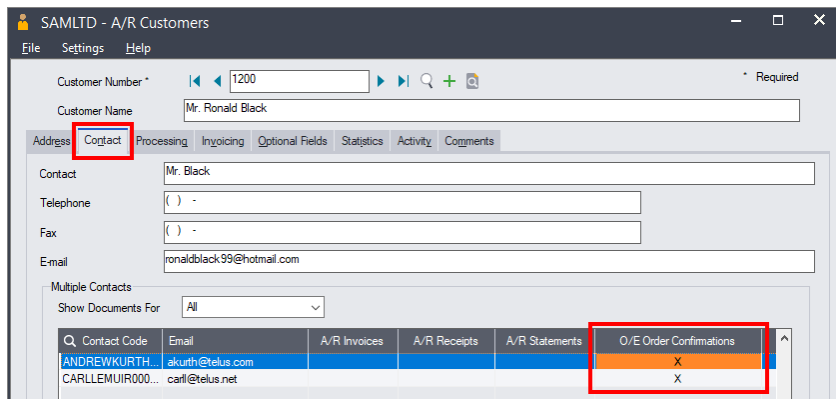 SAMLTD - A/R Customers
File Settings Help
Customer Number * 1200 * Required
Customer Name Mr. Ronald Black
Address Contact Processing Invoicing Optional Fields Statistics Activity Comments
Contact Mr. Black
Telephone ( ) -
Fax ( ) -
E-mail ronaldblack99@hotmail.com
Multiple Contacts
Show Documents For All
Contact Code Email A/R Invoices A/R Receipts A/R Statements O/E Order Confirmations
ANDREWKURTH... akurth@telus.com X
CARLLEMUIR000... carll@telus.net X